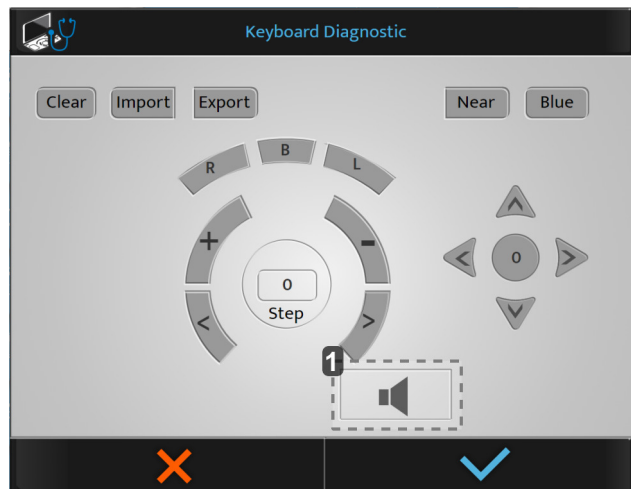 Keyboard Diagnostic
Clear Import Export Near Blue
R B L
+ -
0
0
Step
< >
1